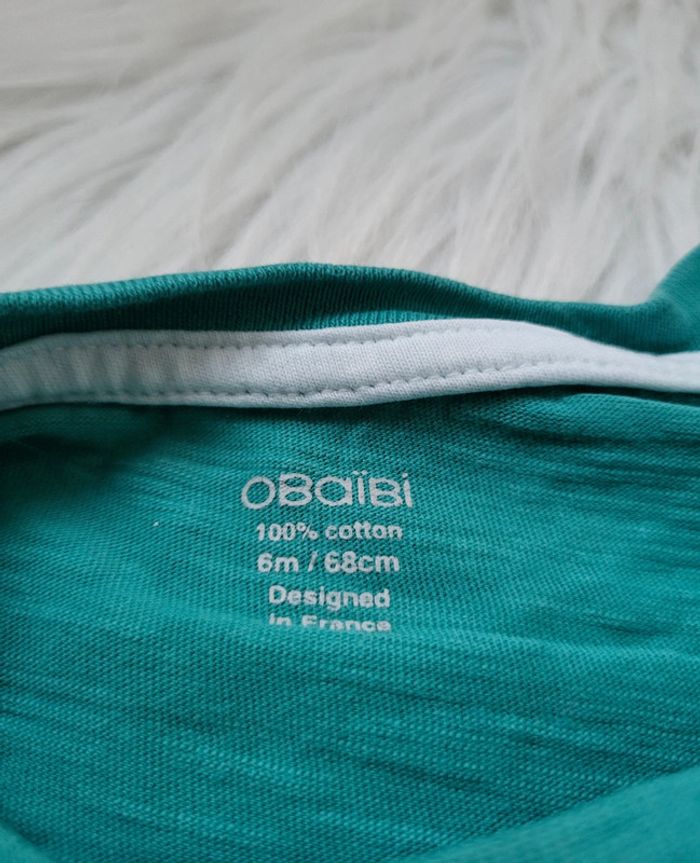 OBaïBi
100% cotton
6m / 68cm
Designed
in France